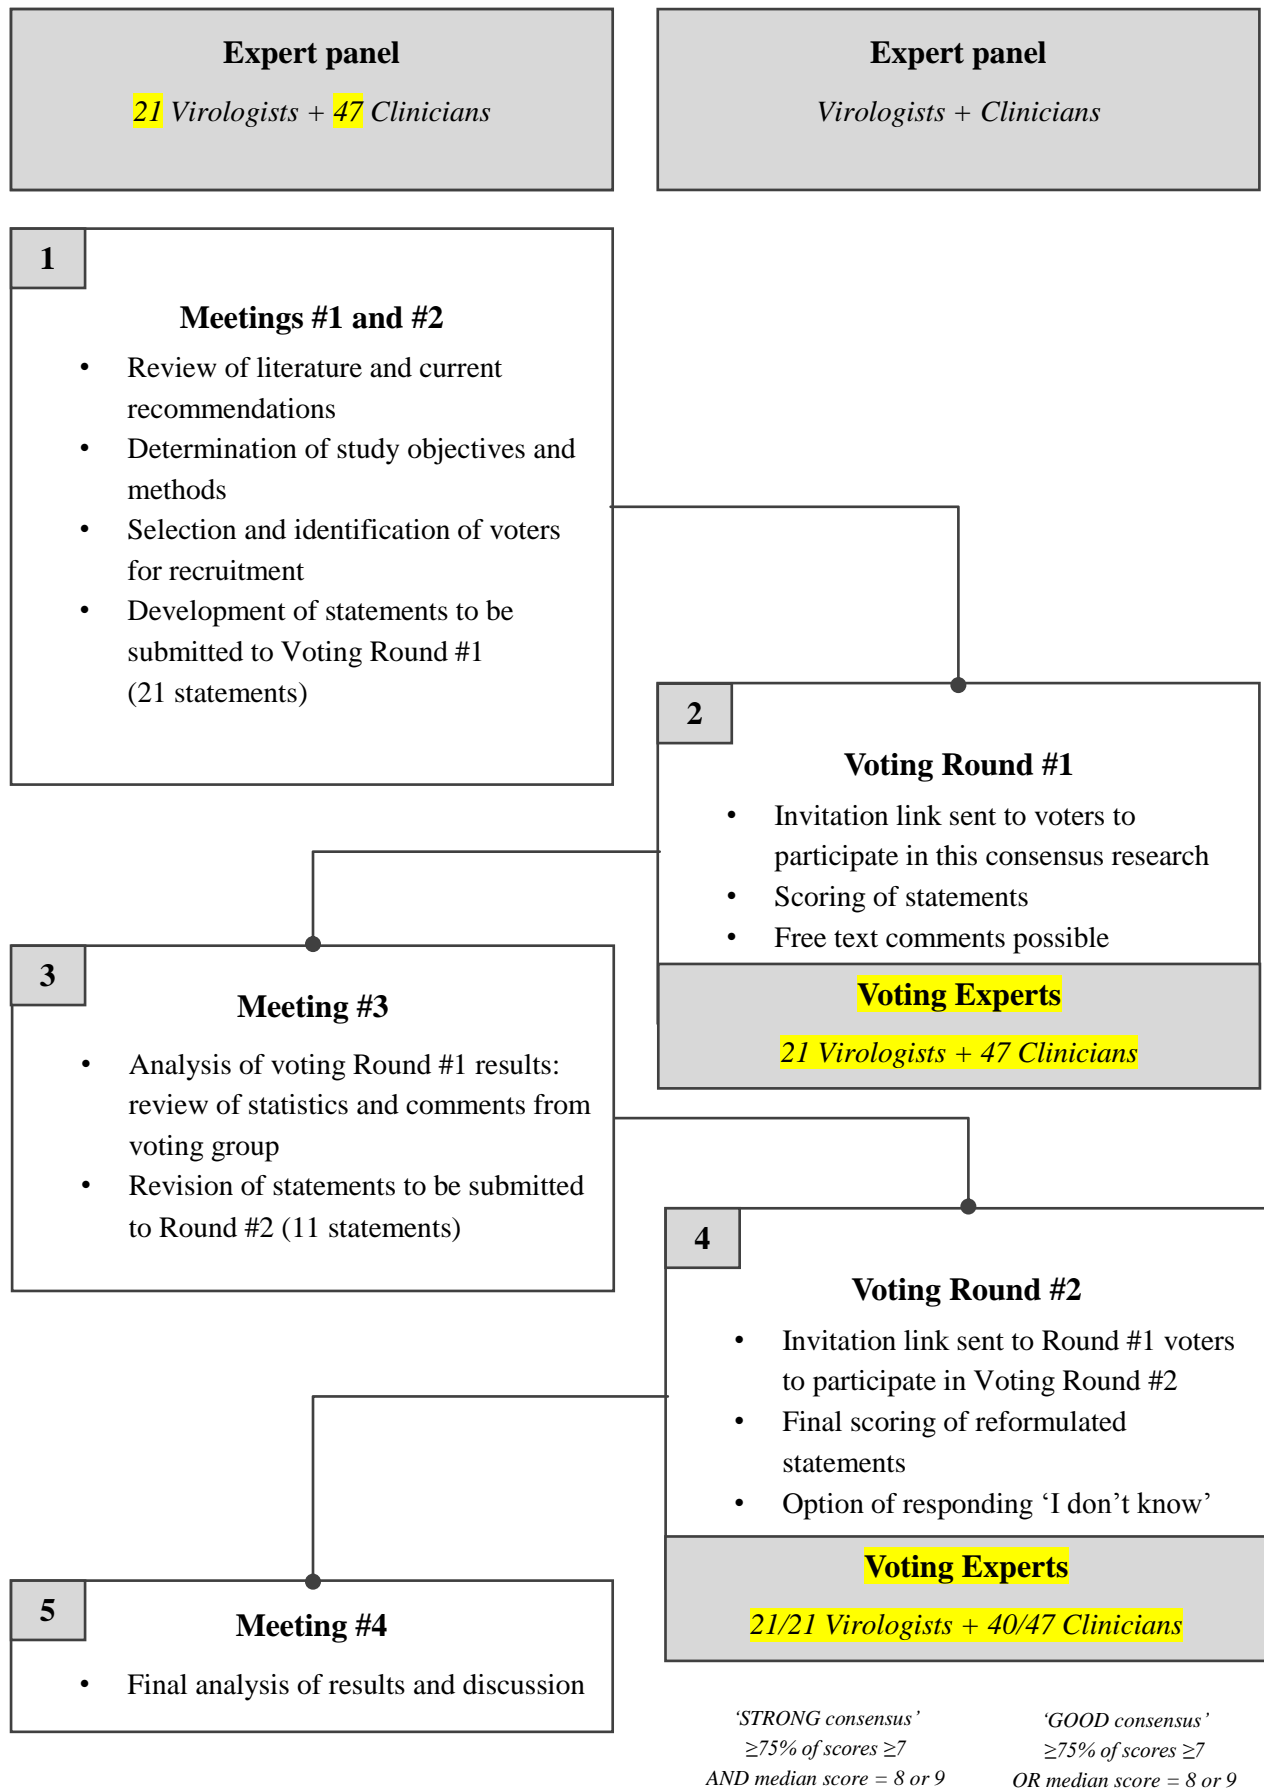 Expert panel
21 Virologists + 47 Clinicians
Expert panel
Virologists + Clinicians
1
Meetings #1 and #2
• Review of literature and current
recommendations
• Determination of study objectives and
methods
• Selection and identification of voters
for recruitment
• Development of statements to be
submitted to Voting Round #1
(21 statements)
2
Voting Round #1
• Invitation link sent to voters to
participate in this consensus research
• Scoring of statements
• Free text comments possible
Voting Experts
21 Virologists + 47 Clinicians
3
Meeting #3
• Analysis of voting Round #1 results:
review of statistics and comments from
voting group
• Revision of statements to be submitted
to Round #2 (11 statements)
4
Voting Round #2
• Invitation link sent to Round #1 voters
to participate in Voting Round #2
• Final scoring of reformulated
statements
• Option of responding ‘I don’t know’
Voting Experts
21/21 Virologists + 40/47 Clinicians
5
Meeting #4
• Final analysis of results and discussion
‘STRONG consensus’
≥75% of scores ≥7
AND median score = 8 or 9
‘GOOD consensus’
≥75% of scores ≥7
OR median score = 8 or 9